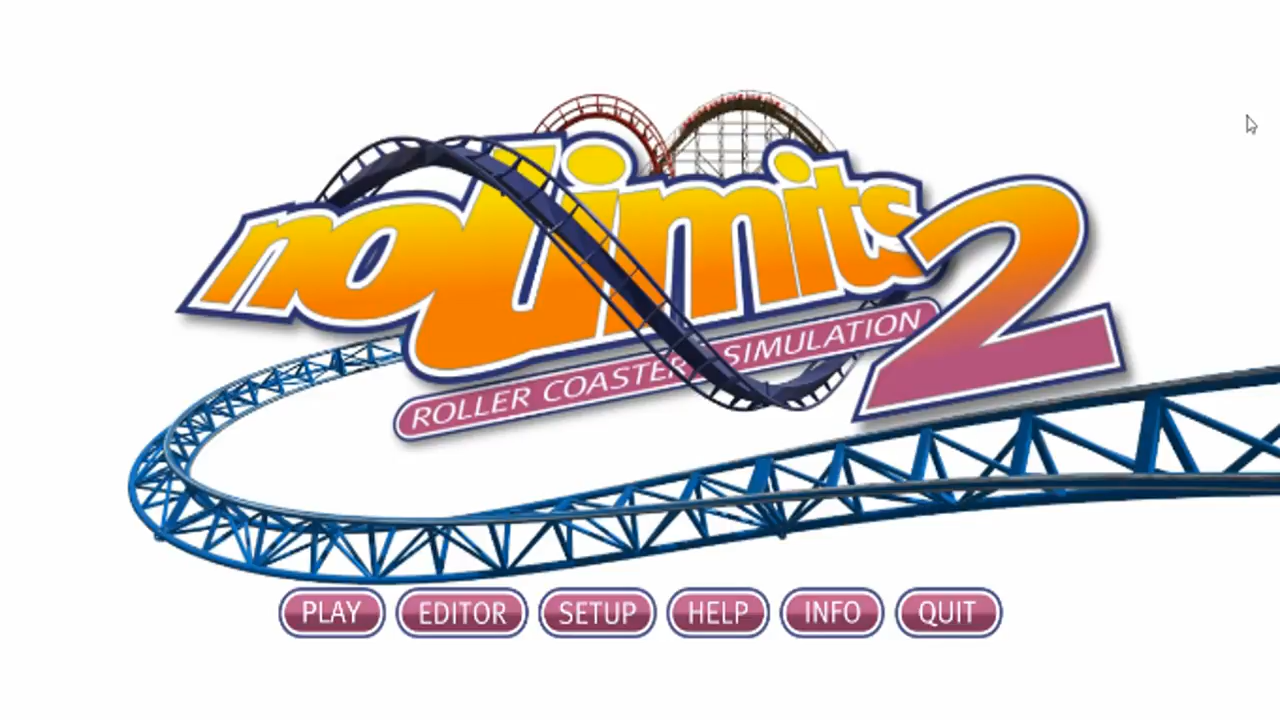 noLimits 2
ROLLER COASTER SIMULATION
PLAY EDITOR SETUP HELP INFO QUIT